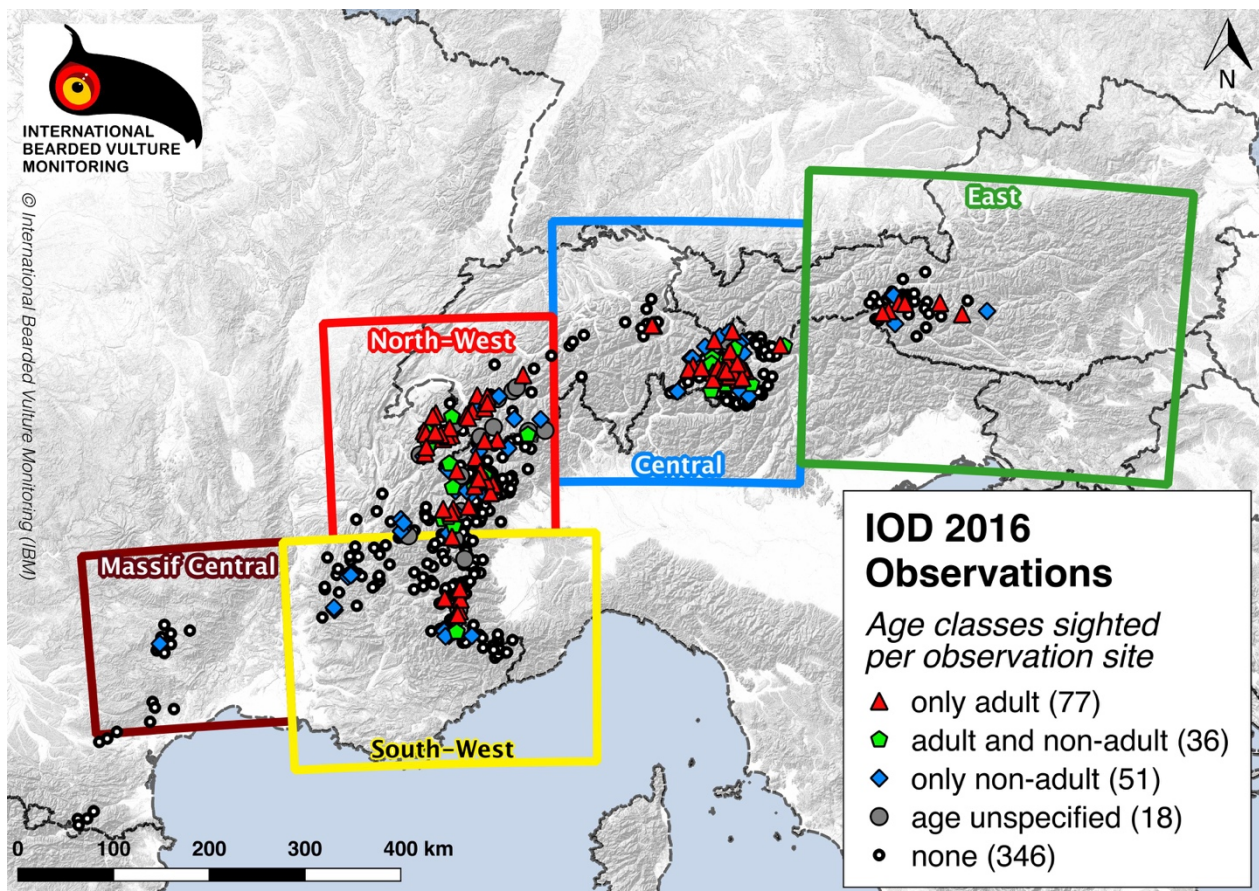 INTERNATIONAL
BEARDED VULTURE
MONITORING
© International Bearded Vulture Monitoring (IBM)
N
East
North-West
Central
Massif Central
South-West
IOD 2016
Observations
Age classes sighted
per observation site
only adult (77)
adult and non-adult (36)
only non-adult (51)
age unspecified (18)
none (346)
0 100 200 300 400 km